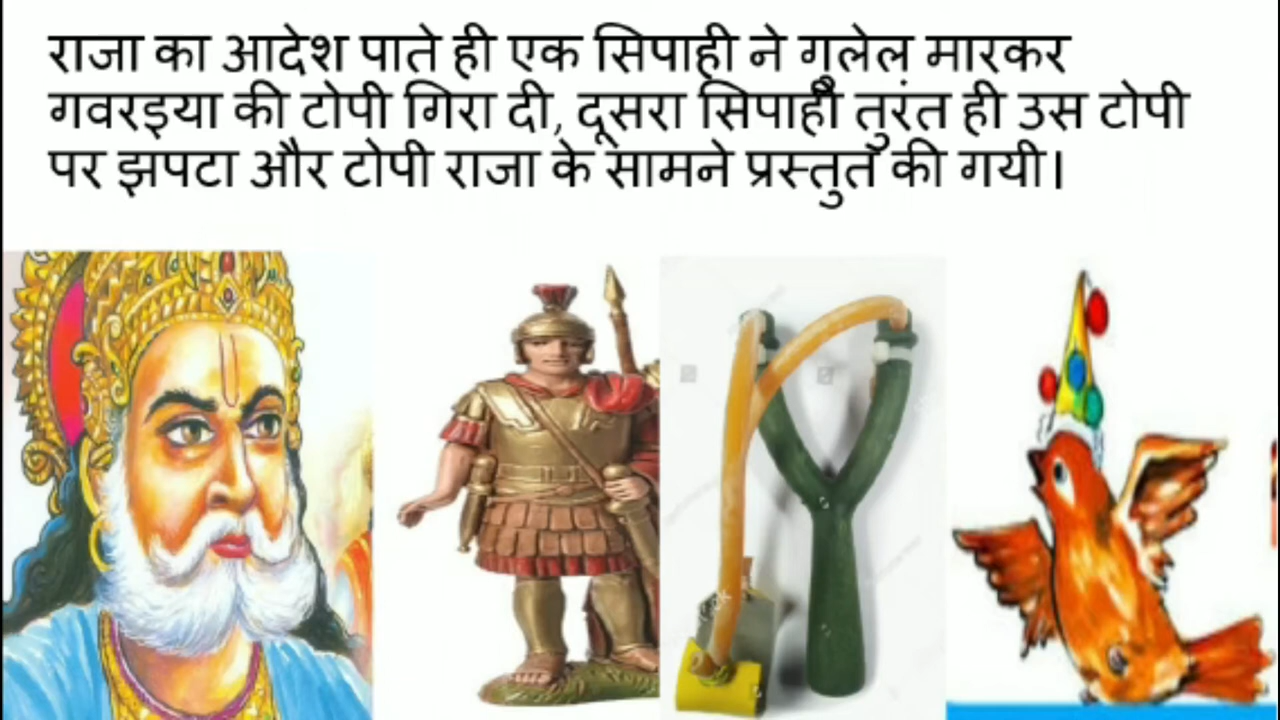 राजा का आदेश पाते ही एक सिपाही ने गुलेल मारकर
गवरइया की टोपी गिरा दी, दूसरा सिपाही तुरंत ही उस टोपी
पर झपटा और टोपी राजा के सामने प्रस्तुत की गयी।